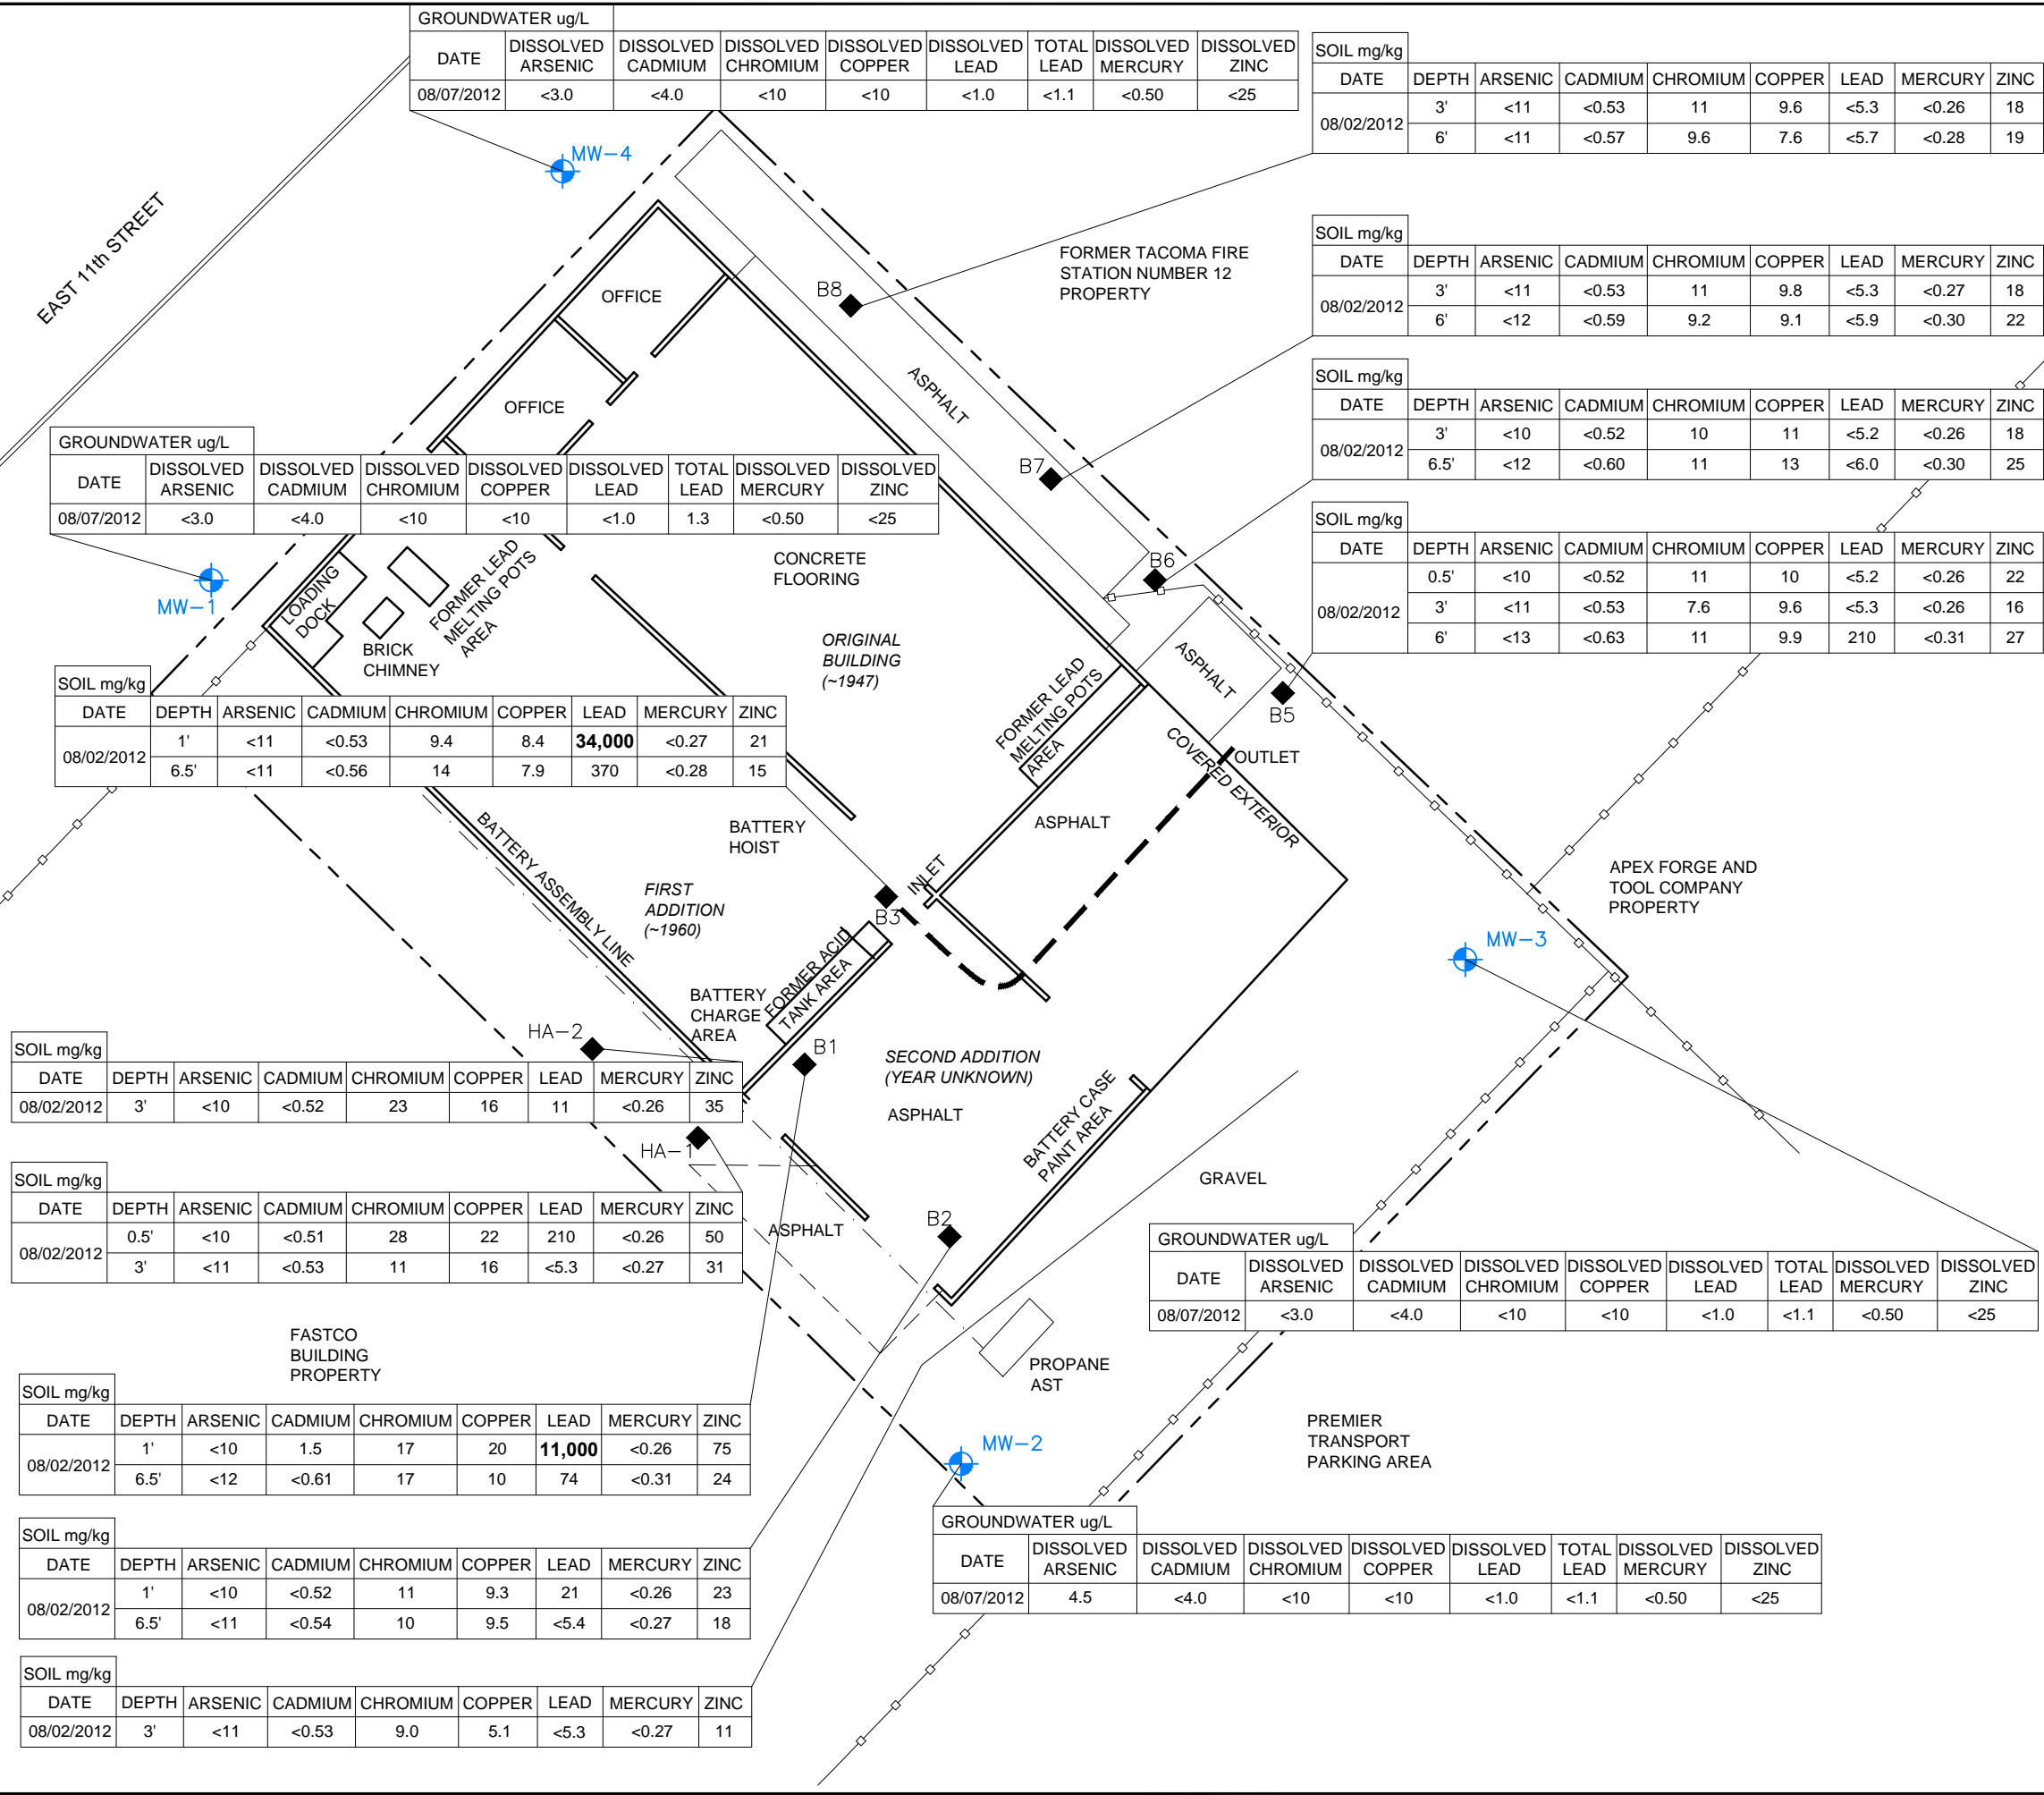 GROUNDWATER ug/L
DATE DISSOLVED ARSENIC DISSOLVED CADMIUM DISSOLVED CHROMIUM DISSOLVED COPPER DISSOLVED LEAD TOTAL LEAD DISSOLVED MERCURY DISSOLVED ZINC
08/07/2012 <3.0 <4.0 <10 <10 <1.0 <1.1 <0.50 <25
SOIL mg/kg
DATE DEPTH ARSENIC CADMIUM CHROMIUM COPPER LEAD MERCURY ZINC
08/02/2012 3' <11 <0.53 11 9.6 <5.3 <0.26 18
6' <11 <0.57 9.6 7.6 <5.7 <0.28 19
MW-4
EAST 11th STREET
FORMER TACOMA FIRE
STATION NUMBER 12
PROPERTY
SOIL mg/kg
DATE DEPTH ARSENIC CADMIUM CHROMIUM COPPER LEAD MERCURY ZINC
08/02/2012 3' <11 <0.53 11 9.8 <5.3 <0.27 18
6' <12 <0.59 9.2 9.1 <5.9 <0.30 22
OFFICE
B8
ASPHALT
OFFICE
SOIL mg/kg
DATE DEPTH ARSENIC CADMIUM CHROMIUM COPPER LEAD MERCURY ZINC
08/02/2012 3' <10 <0.52 10 11 <5.2 <0.26 18
6.5' <12 <0.60 11 13 <6.0 <0.30 25
GROUNDWATER ug/L
DATE DISSOLVED ARSENIC DISSOLVED CADMIUM DISSOLVED CHROMIUM DISSOLVED COPPER DISSOLVED LEAD TOTAL LEAD DISSOLVED MERCURY DISSOLVED ZINC
08/07/2012 <3.0 <4.0 <10 <10 <1.0 1.3 <0.50 <25
B7
SOIL mg/kg
DATE DEPTH ARSENIC CADMIUM CHROMIUM COPPER LEAD MERCURY ZINC
08/02/2012 0.5' <10 <0.52 11 10 <5.2 <0.26 22
3' <11 <0.53 7.6 9.6 <5.3 <0.26 16
6' <13 <0.63 11 9.9 210 <0.31 27
B6
MW-1
LOADING
DOCK
BRICK
CHIMNEY
FORMER LEAD
MELTING POTS
AREA
CONCRETE
FLOORING
ORIGINAL
BUILDING
(~1947)
ASPHALT
B5
FORMER LEAD
MELTING POTS
AREA
COVERED EXTERIOR
OUTLET
SOIL mg/kg
DATE DEPTH ARSENIC CADMIUM CHROMIUM COPPER LEAD MERCURY ZINC
08/02/2012 1' <11 <0.53 9.4 8.4 34,000 <0.27 21
6.5' <11 <0.56 14 7.9 370 <0.28 15
BATTERY ASSEMBLY LINE
BATTERY
HOIST
ASPHALT
INLET
FIRST
ADDITION
(~1960)
B3
APEX FORGE AND
TOOL COMPANY
PROPERTY
MW-3
FORMER ACID
TANK AREA
BATTERY
CHARGE
AREA
HA-2
B1
SECOND ADDITION
(YEAR UNKNOWN)
ASPHALT
BATTERY CASE
PAINT AREA
SOIL mg/kg
DATE DEPTH ARSENIC CADMIUM CHROMIUM COPPER LEAD MERCURY ZINC
08/02/2012 3' <10 <0.52 23 16 11 <0.26 35
HA-1
GRAVEL
SOIL mg/kg
DATE DEPTH ARSENIC CADMIUM CHROMIUM COPPER LEAD MERCURY ZINC
08/02/2012 0.5' <10 <0.51 28 22 210 <0.26 50
3' <11 <0.53 11 16 <5.3 <0.27 31
ASPHALT
B2
GROUNDWATER ug/L
DATE DISSOLVED ARSENIC DISSOLVED CADMIUM DISSOLVED CHROMIUM DISSOLVED COPPER DISSOLVED LEAD TOTAL LEAD DISSOLVED MERCURY DISSOLVED ZINC
08/07/2012 <3.0 <4.0 <10 <10 <1.0 <1.1 <0.50 <25
FASTCO
BUILDING
PROPERTY
PROPANE
AST
SOIL mg/kg
DATE DEPTH ARSENIC CADMIUM CHROMIUM COPPER LEAD MERCURY ZINC
08/02/2012 1' <10 1.5 17 20 11,000 <0.26 75
6.5' <12 <0.61 17 10 74 <0.31 24
PREMIER
TRANSPORT
PARKING AREA
MW-2
GROUNDWATER ug/L
DATE DISSOLVED ARSENIC DISSOLVED CADMIUM DISSOLVED CHROMIUM DISSOLVED COPPER DISSOLVED LEAD TOTAL LEAD DISSOLVED MERCURY DISSOLVED ZINC
08/07/2012 4.5 <4.0 <10 <10 <1.0 <1.1 <0.50 <25
SOIL mg/kg
DATE DEPTH ARSENIC CADMIUM CHROMIUM COPPER LEAD MERCURY ZINC
08/02/2012 1' <10 <0.52 11 9.3 21 <0.26 23
6.5' <11 <0.54 10 9.5 <5.4 <0.27 18
SOIL mg/kg
DATE DEPTH ARSENIC CADMIUM CHROMIUM COPPER LEAD MERCURY ZINC
08/02/2012 3' <11 <0.53 9.0 5.1 <5.3 <0.27 11